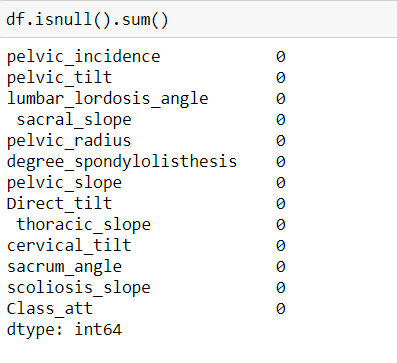 df.isnull().sum()
pelvic_incidence 0
pelvic_tilt 0
lumbar_lordosis_angle 0
 sacral_slope 0
pelvic_radius 0
degree_spondylolisthesis 0
pelvic_slope 0
Direct_tilt 0
 thoracic_slope 0
cervical_tilt 0
sacrum_angle 0
scoliosis_slope 0
Class_att 0
dtype: int64